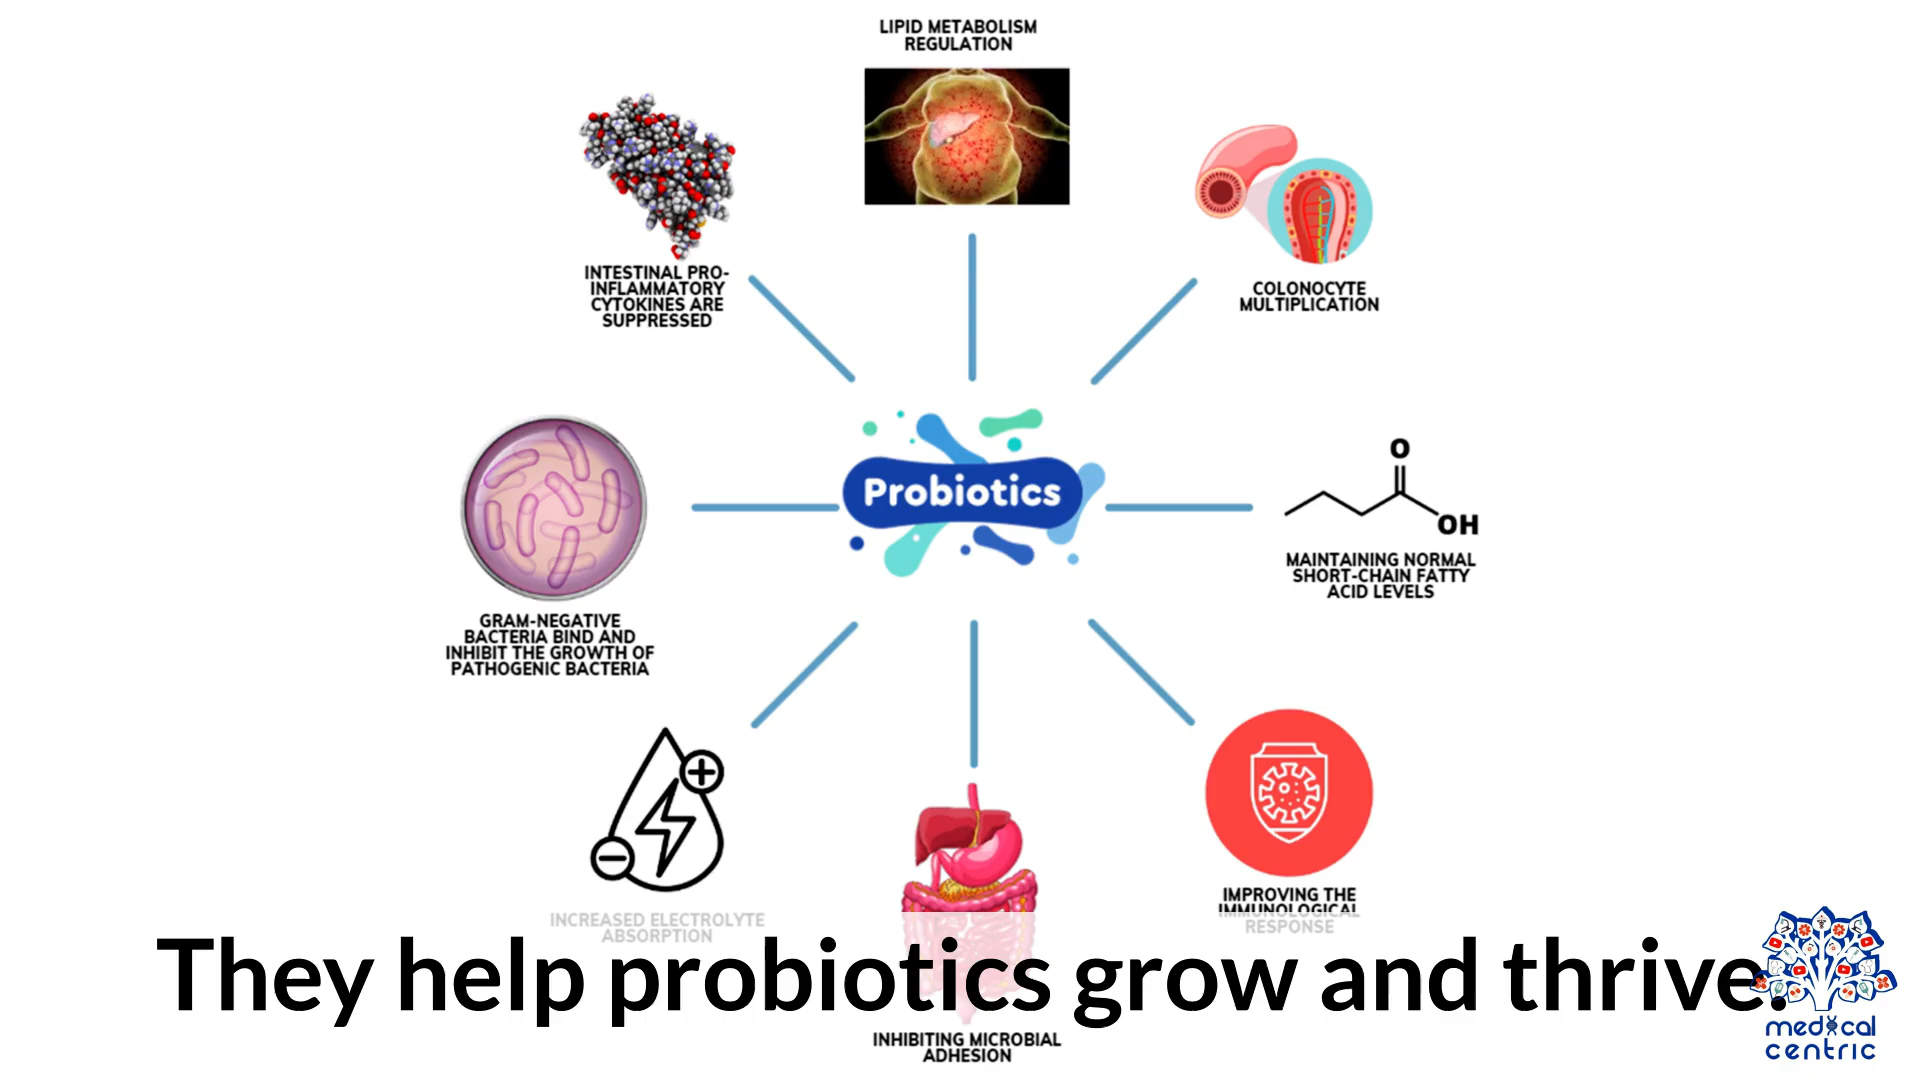 LIPID METABOLISM
REGULATION
INTESTINAL PRO-
INFLAMMATORY
CYTOKINES ARE
SUPPRESSED
COLONOCYTE
MULTIPLICATION
Probiotics
O
OH
MAINTAINING NORMAL
SHORT-CHAIN FATTY
ACID LEVELS
GRAM-NEGATIVE
BACTERIA BIND AND
INHIBIT THE GROWTH OF
PATHOGENIC BACTERIA
IMPROVING THE
IMMUNOLOGICAL
RESPONSE
INCREASED ELECTROLYTE
ABSORPTION
They help probiotics grow and thrive.
INHIBITING MICROBIAL
ADHESION
medical
centric